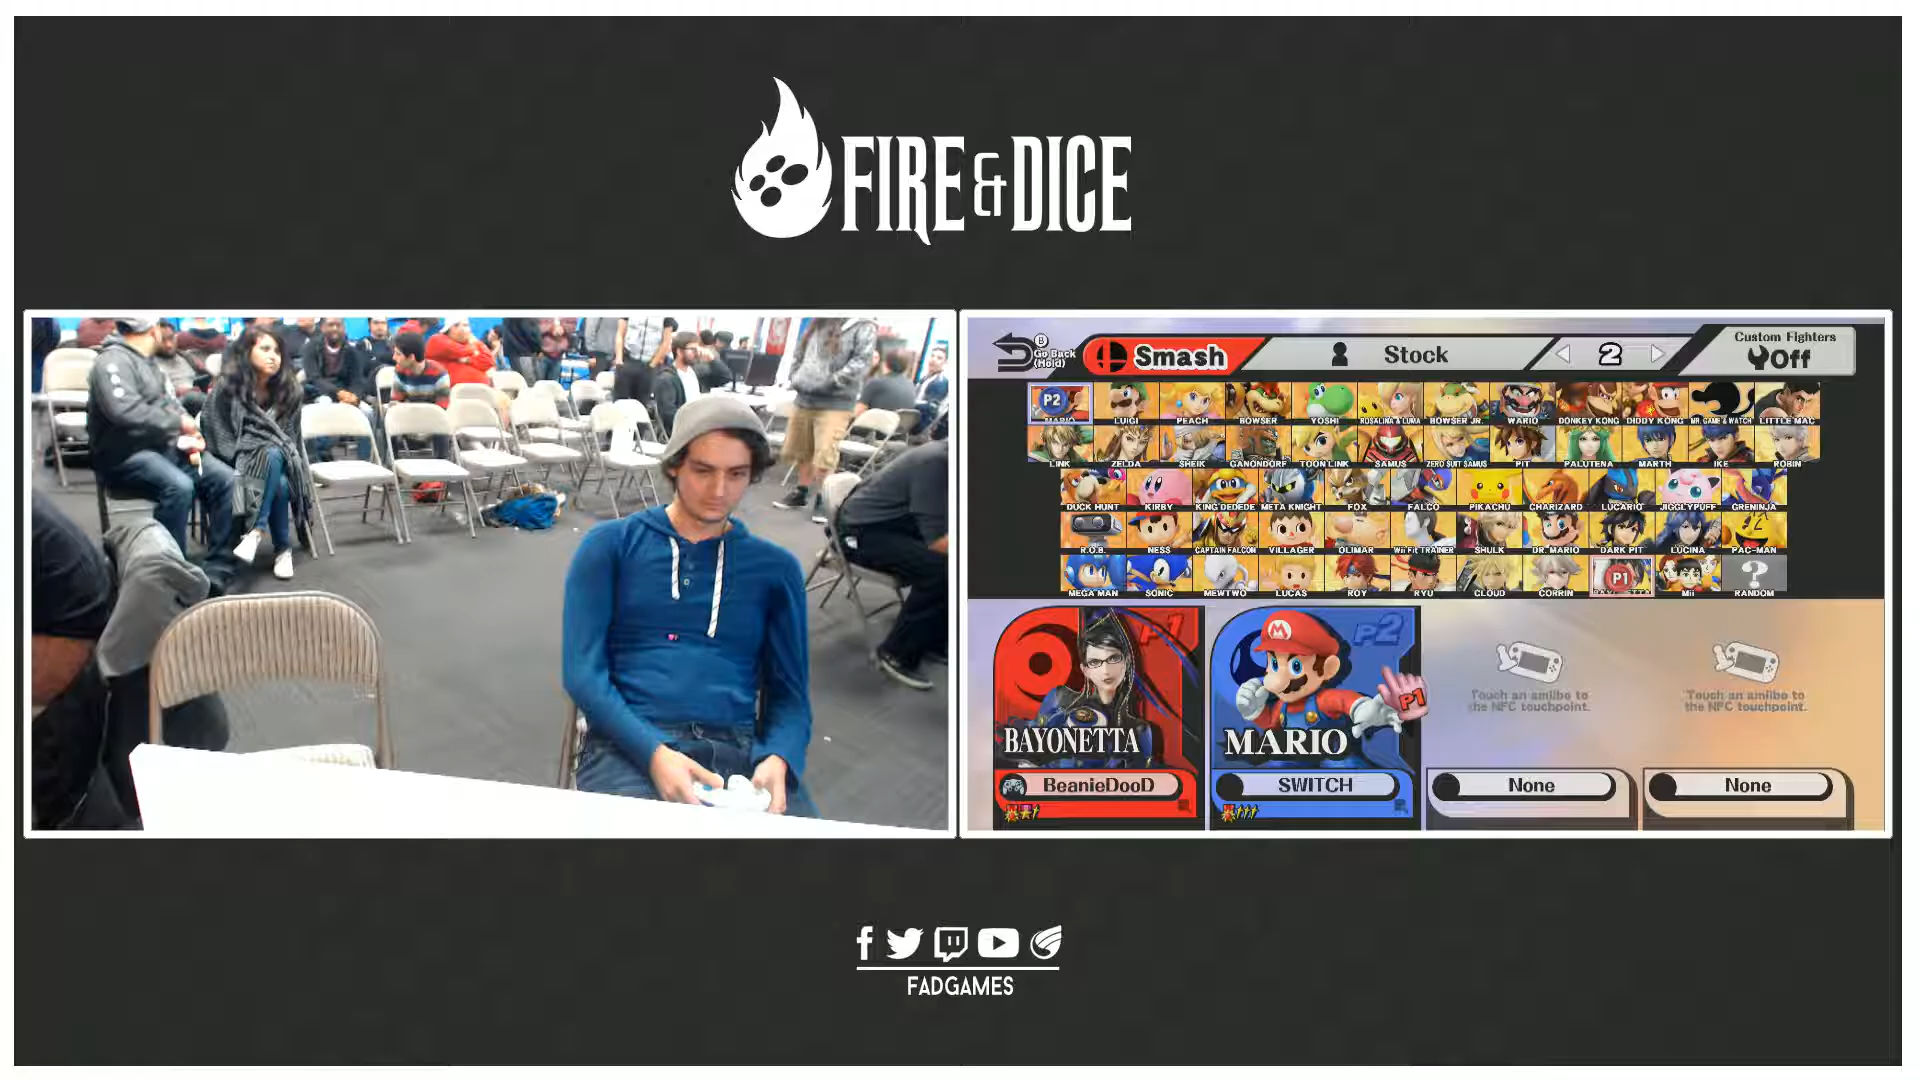 FIRE & DICE
B
Go Back
(Hold)
Smash
Stock
2
Custom Fighters
Off
P2
MARIO
LUIGI
PEACH
BOWSER
YOSHI
ROSALINA & LUMA
BOWSER JR.
WARIO
DONKEY KONG
DIDDY KONG
MR. GAME & WATCH
LITTLE MAC
LINK
ZELDA
SHEIK
GANONDORF
TOON LINK
SAMUS
ZERO SUIT SAMUS
PIT
PALUTENA
MARTH
IKE
ROBIN
DUCK HUNT
KIRBY
KING DEDEDE
META KNIGHT
FOX
FALCO
PIKACHU
CHARIZARD
LUCARIO
JIGGLYPUFF
GRENINJA
R.O.B.
NESS
CAPTAIN FALCON
VILLAGER
OLIMAR
Wii Fit TRAINER
SHULK
DR. MARIO
DARK PIT
LUCINA
PAC-MAN
MEGA MAN
SONIC
MEWTWO
LUCAS
ROY
RYU
CLOUD
CORRIN
P1
Mii
?
RANDOM
P1
BAYONETTA
BeanieDooD
P2
P1
MARIO
SWITCH
Touch an amiibo to
the NFC touchpoint.
None
Touch an amiibo to
the NFC touchpoint.
None
FADGAMES